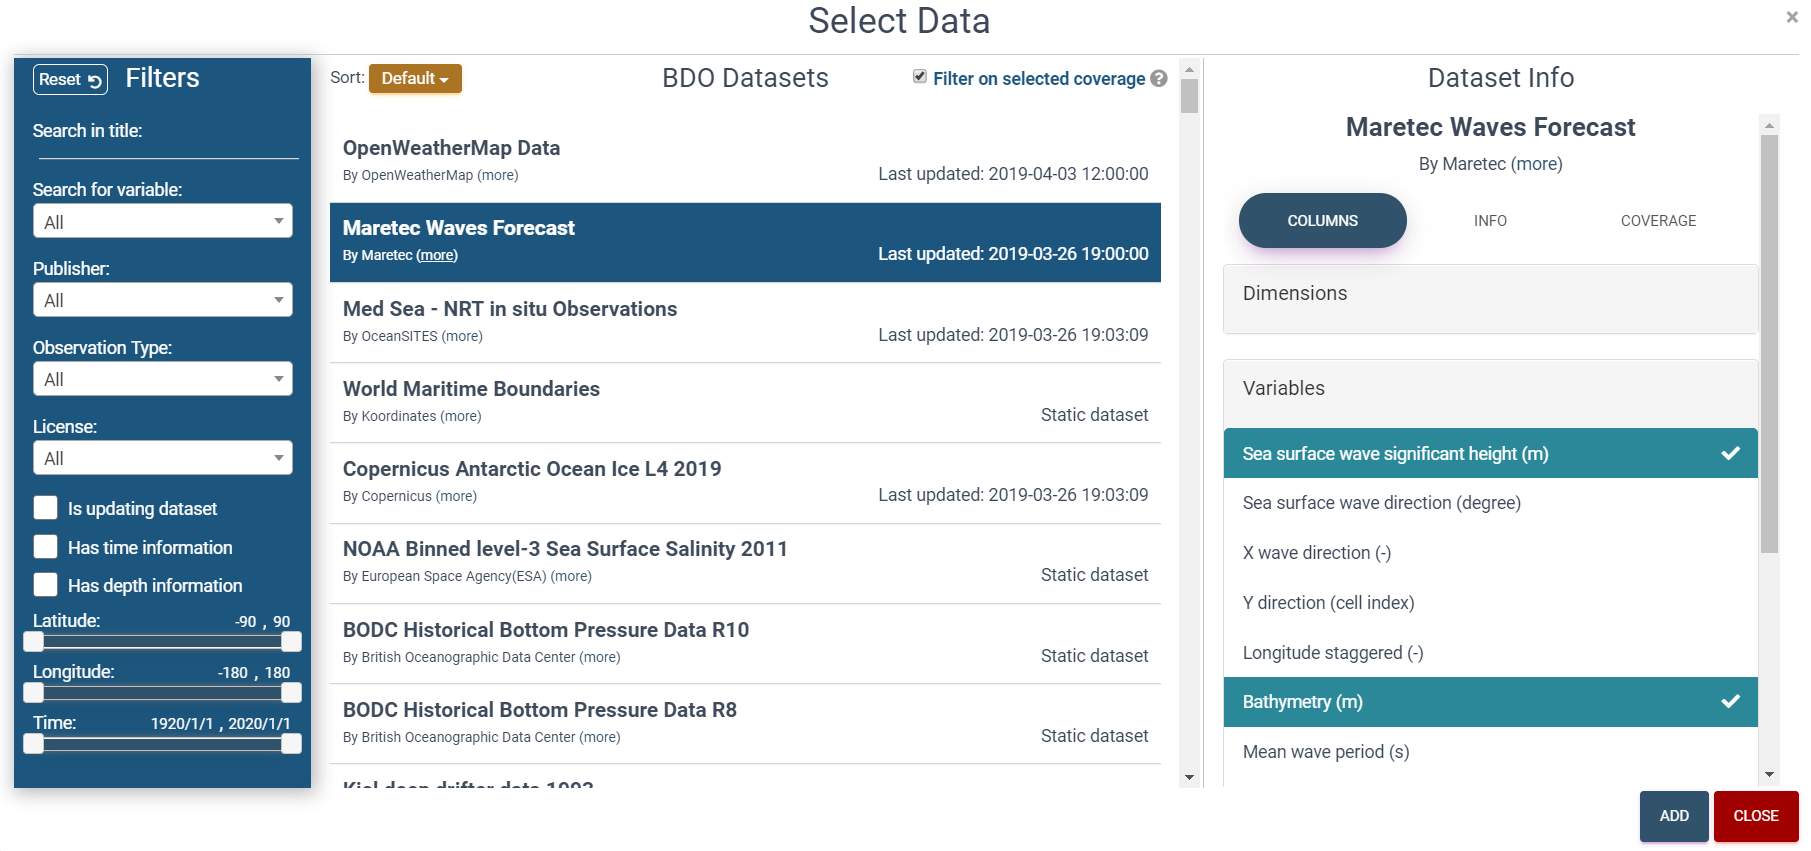 Select Data
×
Reset
Filters
Search in title:
Search for variable:
All
Publisher:
All
Observation Type:
All
License:
All
Is updating dataset
Has time information
Has depth information
Latitude: -90 , 90
Longitude: -180 , 180
Time: 1920/1/1 , 2020/1/1
Sort: Default
BDO Datasets
Filter on selected coverage ?
OpenWeatherMap Data
By OpenWeatherMap (more)
Last updated: 2019-04-03 12:00:00
Maretec Waves Forecast
By Maretec (more)
Last updated: 2019-03-26 19:00:00
Med Sea - NRT in situ Observations
By OceanSITES (more)
Last updated: 2019-03-26 19:03:09
World Maritime Boundaries
By Koordinates (more)
Static dataset
Copernicus Antarctic Ocean Ice L4 2019
By Copernicus (more)
Last updated: 2019-03-26 19:03:09
NOAA Binned level-3 Sea Surface Salinity 2011
By European Space Agency(ESA) (more)
Static dataset
BODC Historical Bottom Pressure Data R10
By British Oceanographic Data Center (more)
Static dataset
BODC Historical Bottom Pressure Data R8
By British Oceanographic Data Center (more)
Static dataset
Kiel deep drifter data 1993
Dataset Info
Maretec Waves Forecast
By Maretec (more)
COLUMNS
INFO
COVERAGE
Dimensions
Variables
Sea surface wave significant height (m)
Sea surface wave direction (degree)
X wave direction (-)
Y direction (cell index)
Longitude staggered (-)
Bathymetry (m)
Mean wave period (s)
ADD
CLOSE